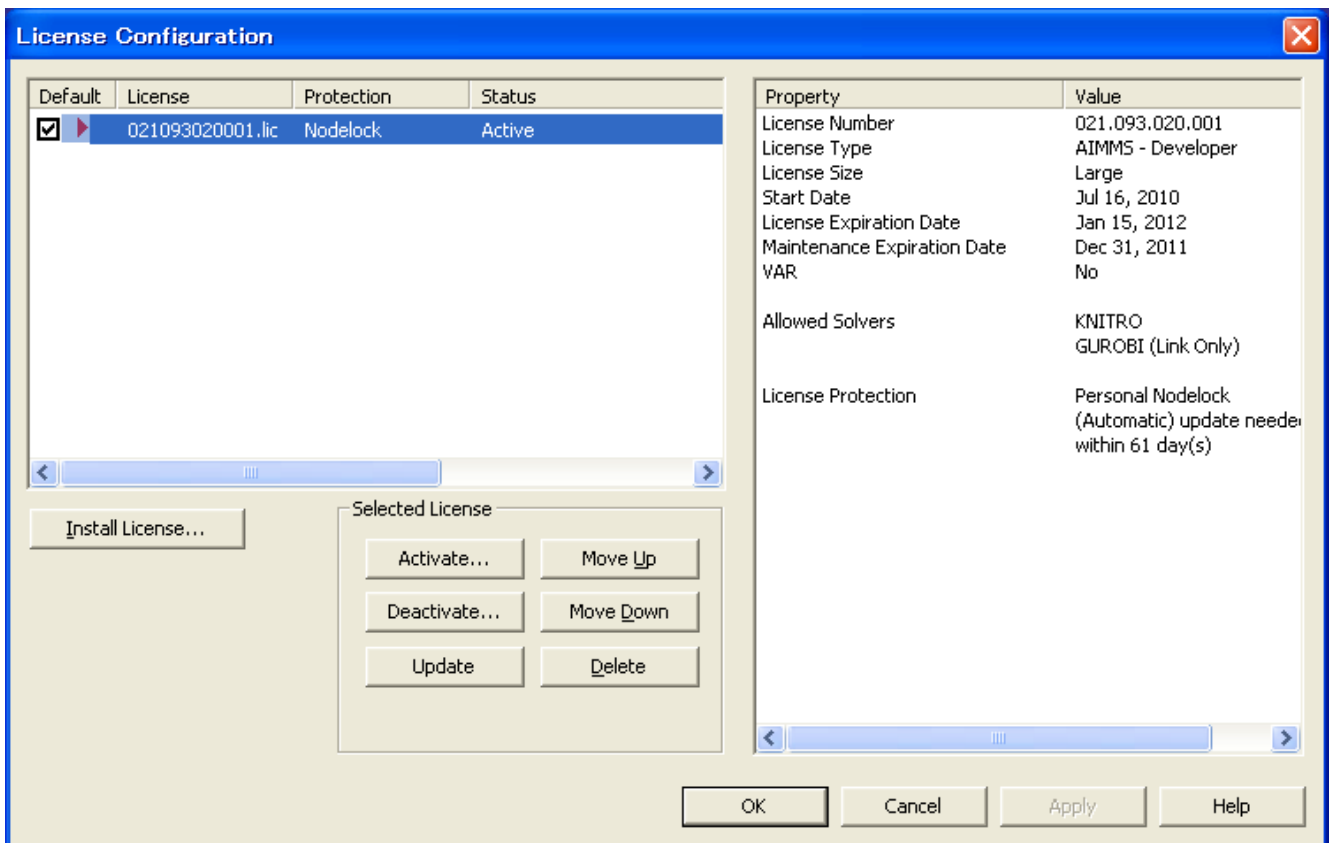 License Configuration
Default License Protection Status
021093020001.lic Nodelock Active
Install License...
Selected License
Activate... Move Up
Deactivate... Move Down
Update Delete
Property Value
License Number 021.093.020.001
License Type AIMMS - Developer
License Size Large
Start Date Jul 16, 2010
License Expiration Date Jan 15, 2012
Maintenance Expiration Date Dec 31, 2011
VAR No
Allowed Solvers KNITRO
GUROBI (Link Only)
License Protection Personal Nodelock
(Automatic) update neede
within 61 day(s)
OK Cancel Apply Help